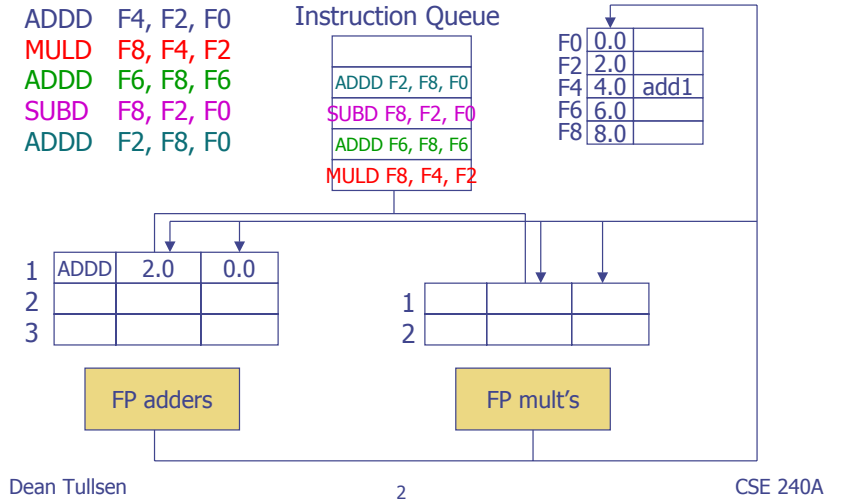 ADDD F4, F2, F0
MULD F8, F4, F2
ADDD F6, F8, F6
SUBD F8, F2, F0
ADDD F2, F8, F0
Instruction Queue
ADDD F2, F8, F0
SUBD F8, F2, F0
ADDD F6, F8, F6
MULD F8, F4, F2
F0 0.0
F2 2.0
F4 4.0 add1
F6 6.0
F8 8.0
1 ADDD 2.0 0.0
2
3
1
2
FP adders
FP mult's
Dean Tullsen
2
CSE 240A